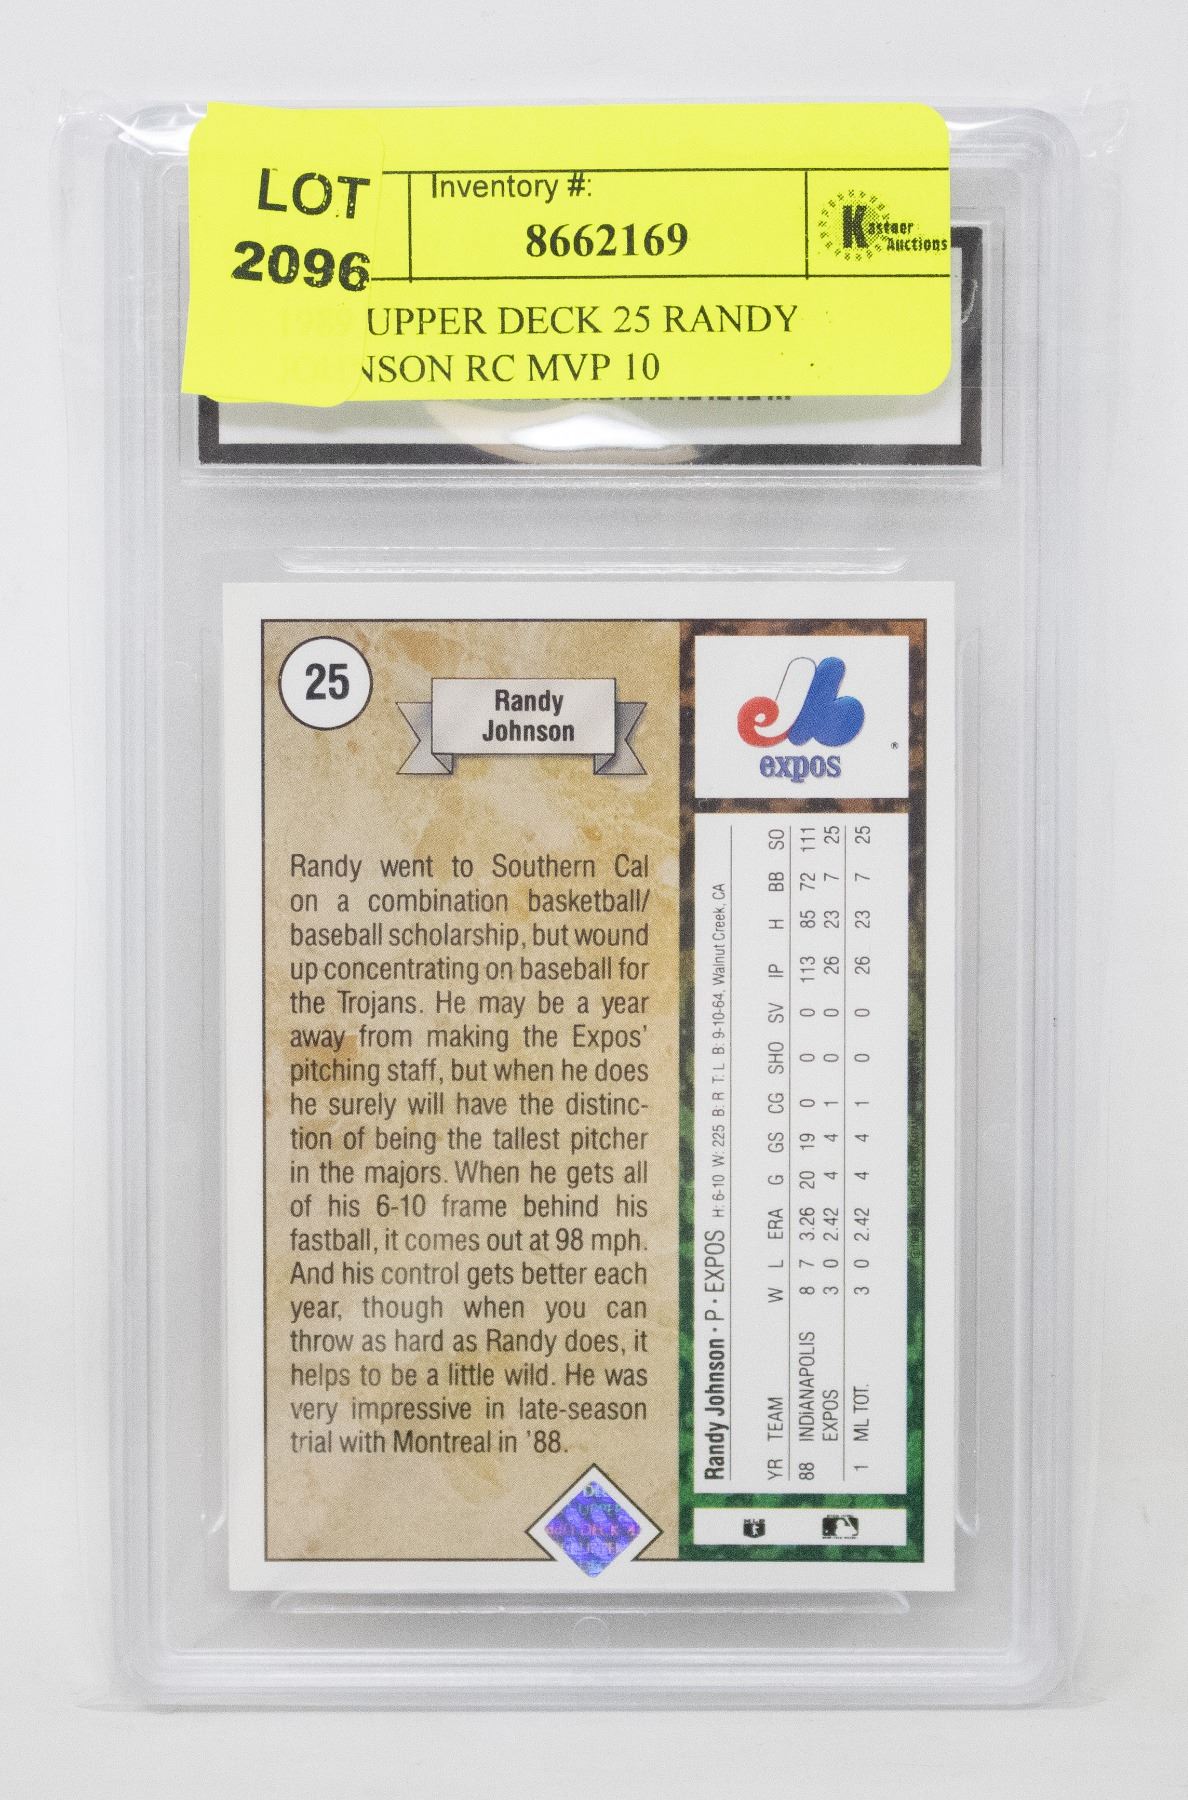 LOT
2096
Inventory #:
8662169
Kastner
Auctions
1989 UPPER DECK 25 RANDY
JOHNSON RC MVP 10
25
Randy
Johnson
expos
®
Randy went to Southern Cal
on a combination basketball/
baseball scholarship, but wound
up concentrating on baseball for
the Trojans. He may be a year
away from making the Expos'
pitching staff, but when he does
he surely will have the distinc-
tion of being the tallest pitcher
in the majors. When he gets all
of his 6-10 frame behind his
fastball, it comes out at 98 mph.
And his control gets better each
year, though when you can
throw as hard as Randy does, it
helps to be a little wild. He was
very impressive in late-season
trial with Montreal in '88.
Randy Johnson • P • EXPOS H: 6-10 W: 225 B: R T: L B: 9-10-64, Walnut Creek, CA
YR TEAM W L ERA G GS CG SHO SV IP H BB SO
88 INDIANAPOLIS 8 7 3.26 20 19 0 0 0 113 85 72 111
EXPOS 3 0 2.42 4 4 1 0 0 26 23 7 25
1 ML TOT. 3 0 2.42 4 4 1 0 0 26 23 7 25